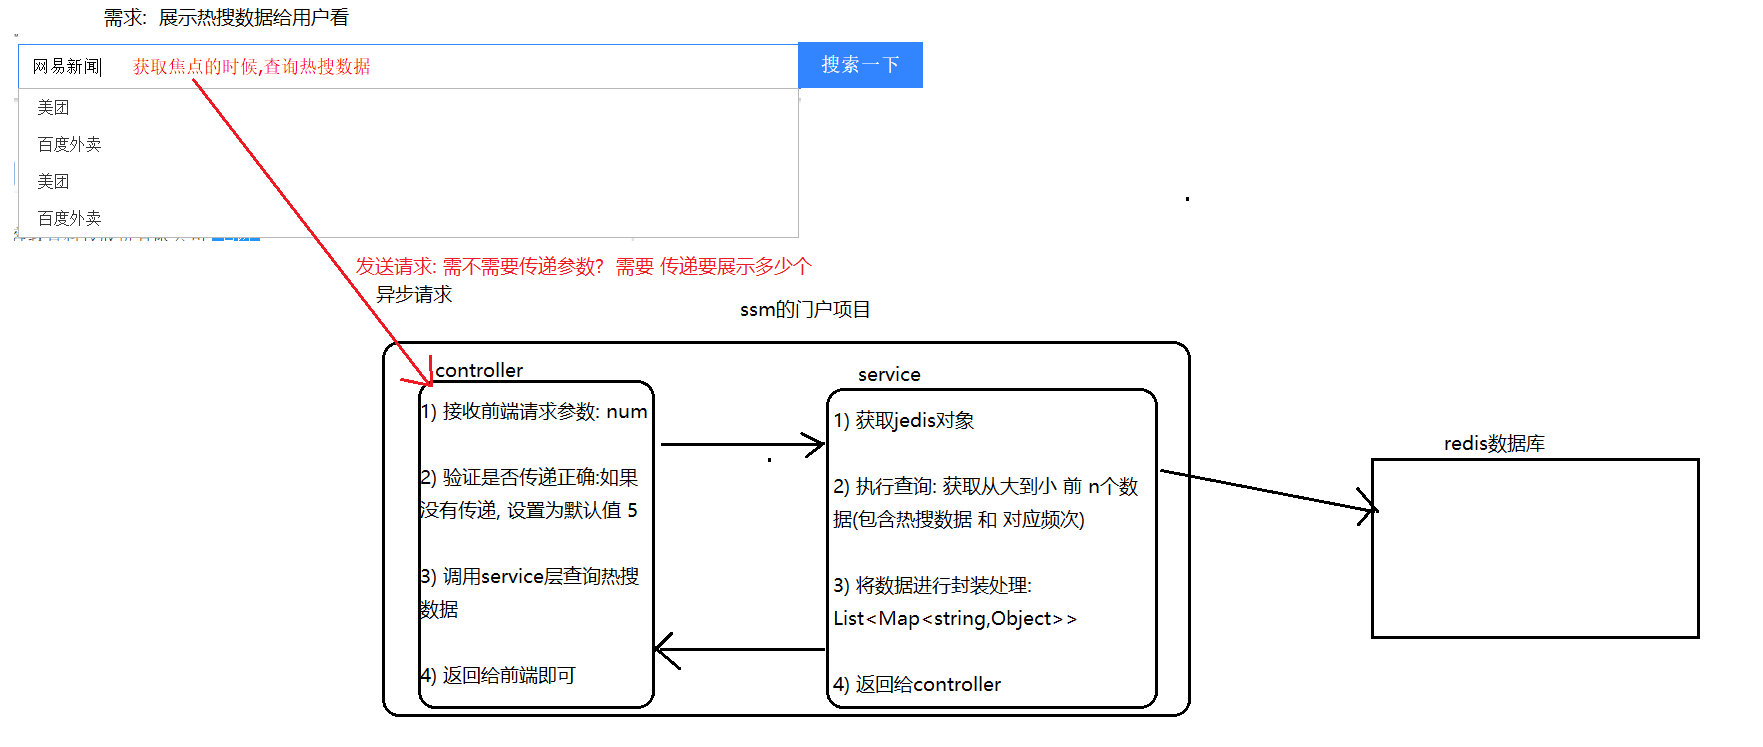 需求: 展示热搜数据给用户看
网易新闻 获取焦点的时候,查询热搜数据 搜索一下
美团
百度外卖
美团
百度外卖
发送请求: 需不需要传递参数? 需要 传递要展示多少个
异步请求
ssm的门户项目
controller
1) 接收前端请求参数: num
2) 验证是否传递正确:如果
没有传递, 设置为默认值 5
3) 调用service层查询热搜
数据
4) 返回给前端即可
service
1) 获取jedis对象
2) 执行查询: 获取从大到小 前 n个数
据(包含热搜数据 和 对应频次)
3) 将数据进行封装处理:
List<Map<string,Object>>
4) 返回给controller
redis数据库